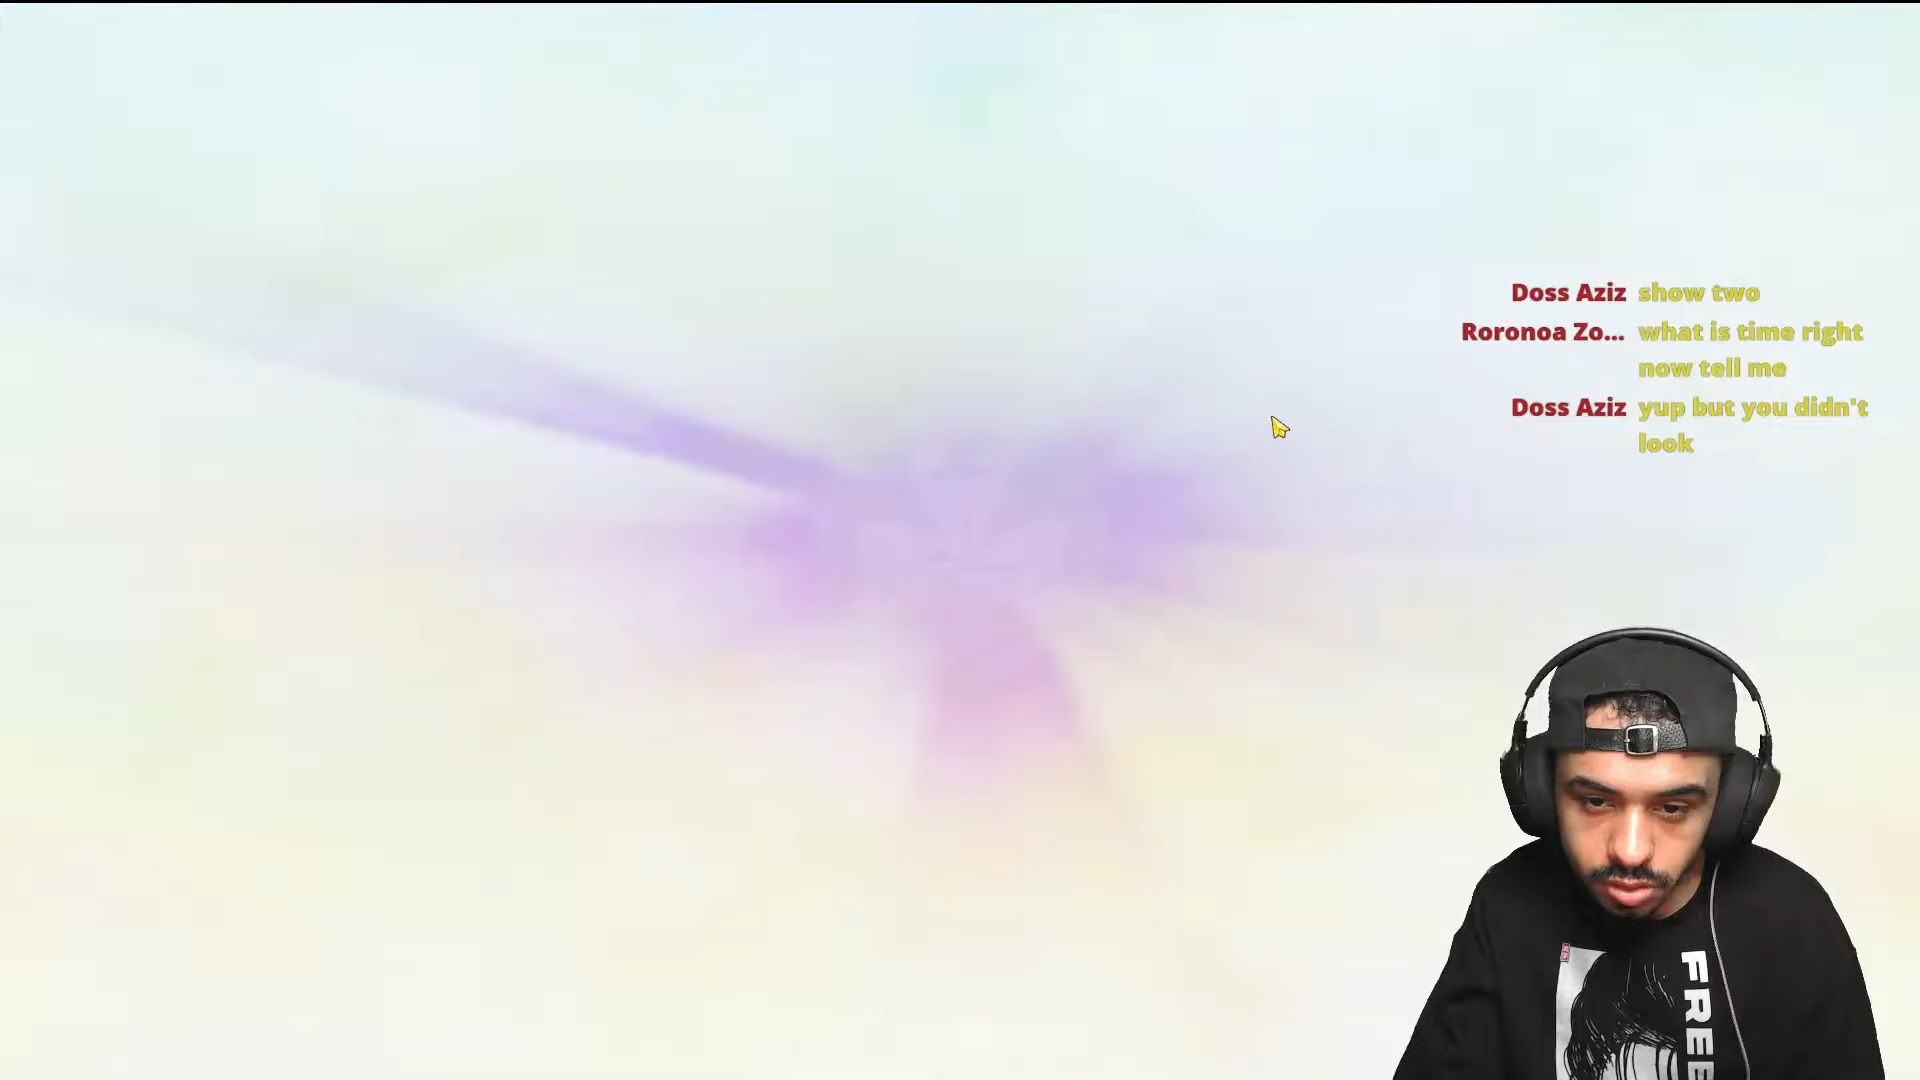 Doss Aziz show two
Roronoa Zo... what is time right
now tell me
Doss Aziz yup but you didn't
look
FREE